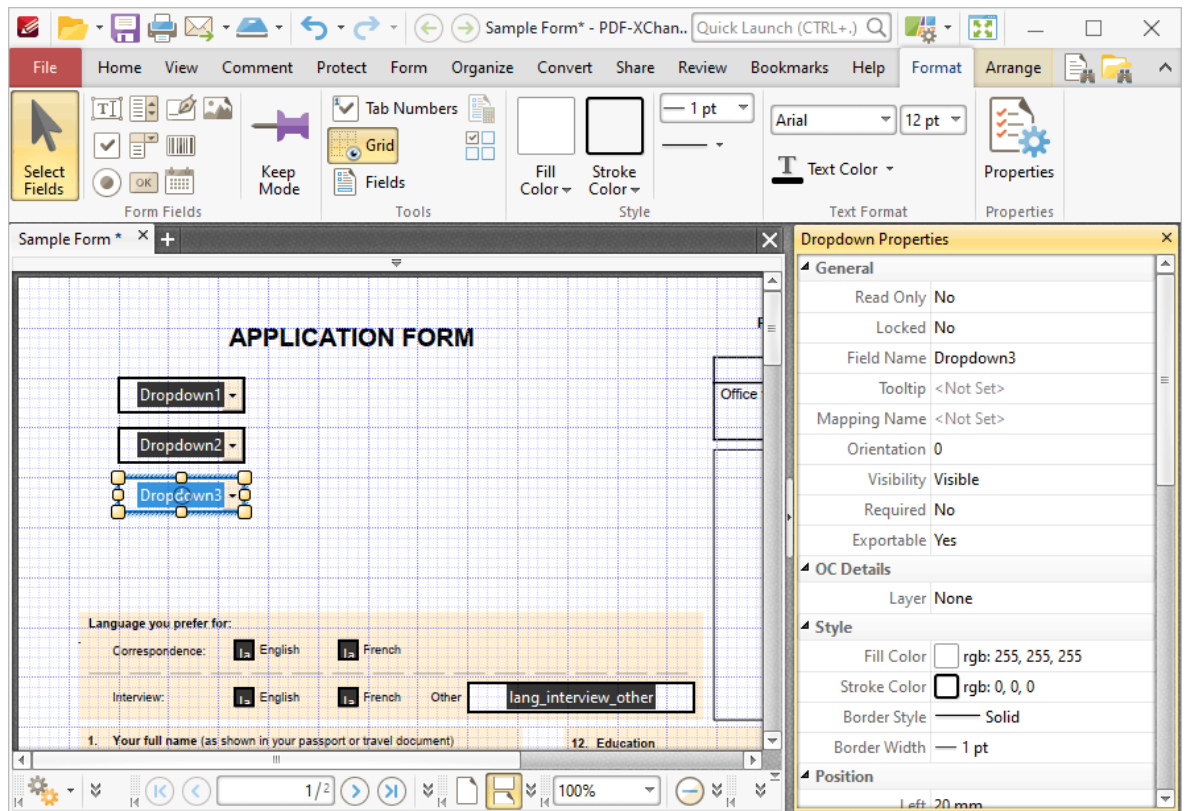 Sample Form* - PDF-XChan..
Quick Launch (CTRL+.)
File Home View Comment Protect Form Organize Convert Share Review Bookmarks Help Format Arrange
Select Fields
OK
Form Fields
Keep Mode
Tab Numbers
Grid
Fields
Tools
Fill Color
Stroke Color
1 pt
Style
Arial
12 pt
Text Color
Text Format
Properties
Properties
Sample Form *
APPLICATION FORM
Dropdown1
Dropdown2
Dropdown3
Office
Language you prefer for:
Correspondence: English French
Interview: English French Other lang_interview_other
1. Your full name (as shown in your passport or travel document)
12. Education
1/2
100%
Dropdown Properties
General
Read Only No
Locked No
Field Name Dropdown3
Tooltip <Not Set>
Mapping Name <Not Set>
Orientation 0
Visibility Visible
Required No
Exportable Yes
OC Details
Layer None
Style
Fill Color rgb: 255, 255, 255
Stroke Color rgb: 0, 0, 0
Border Style Solid
Border Width 1 pt
Position
Left 20 mm